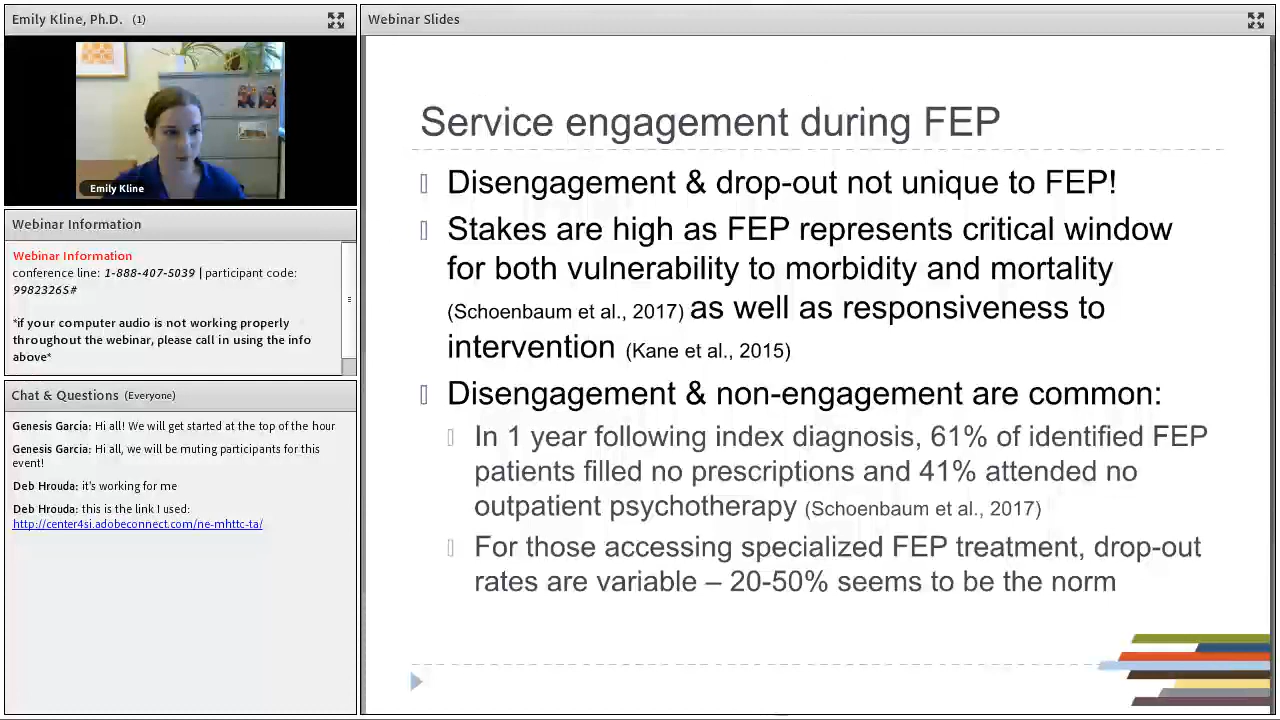 Emily Kline, Ph.D. (1)
Emily Kline
Webinar Information
Webinar Information
conference line: 1-888-407-5039 | participant code:
99823265#
*if your computer audio is not working properly
throughout the webinar, please call in using the info
above*
Chat & Questions (Everyone)
Genesis Garcia: Hi all! We will get started at the top of the hour
Genesis Garcia: Hi all, we will be muting participants for this
event!
Deb Hrouda: it's working for me
Deb Hrouda: this is the link I used:
http://center4si.adobeconnect.com/ne-mhttc-ta/
Webinar Slides
Service engagement during FEP
Disengagement & drop-out not unique to FEP!
Stakes are high as FEP represents critical window
for both vulnerability to morbidity and mortality
(Schoenbaum et al., 2017) as well as responsiveness to
intervention (Kane et al., 2015)
Disengagement & non-engagement are common:
In 1 year following index diagnosis, 61% of identified FEP
patients filled no prescriptions and 41% attended no
outpatient psychotherapy (Schoenbaum et al., 2017)
For those accessing specialized FEP treatment, drop-out
rates are variable – 20-50% seems to be the norm